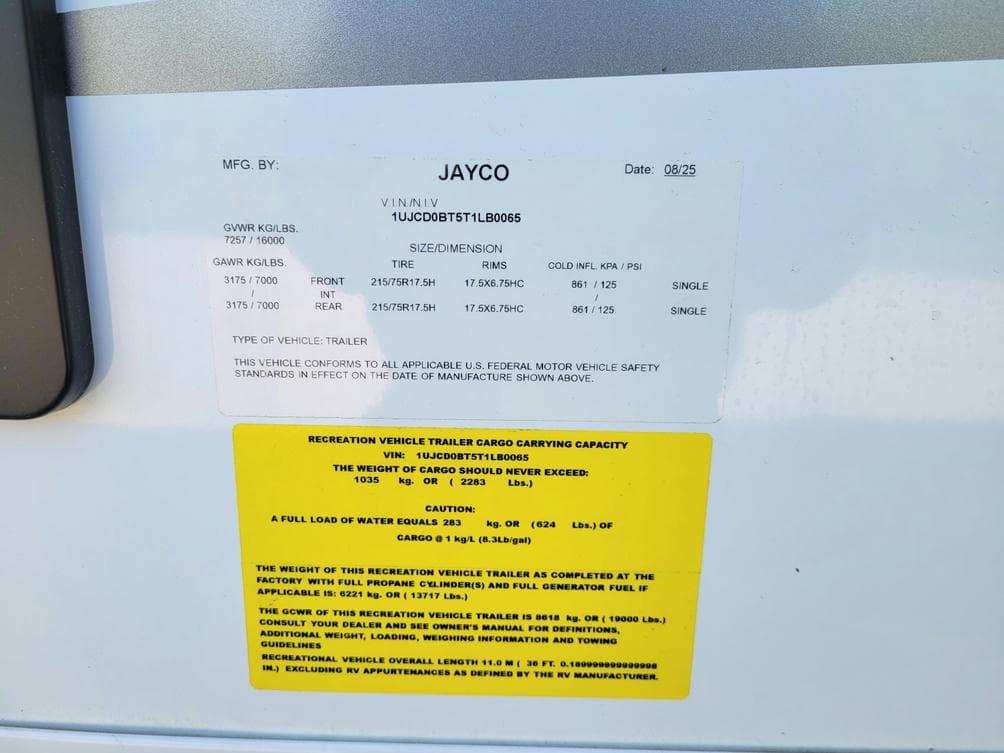 MFG. BY: JAYCO Date: 08/25
V.I.N./N.I.V
1UJCD0BT5T1LB0065
GVWR KG/LBS.
7257 / 16000
SIZE/DIMENSION
GAWR KG/LBS. TIRE RIMS COLD INFL. KPA / PSI
3175 / 7000 FRONT 215/75R17.5H 17.5X6.75HC 861 / 125 SINGLE
/ INT /
3175 / 7000 REAR 215/75R17.5H 17.5X6.75HC 861 / 125 SINGLE
TYPE OF VEHICLE: TRAILER
THIS VEHICLE CONFORMS TO ALL APPLICABLE U.S. FEDERAL MOTOR VEHICLE SAFETY
STANDARDS IN EFFECT ON THE DATE OF MANUFACTURE SHOWN ABOVE.
RECREATION VEHICLE TRAILER CARGO CARRYING CAPACITY
VIN: 1UJCD0BT5T1LB0065
THE WEIGHT OF CARGO SHOULD NEVER EXCEED:
1035 kg. OR ( 2283 Lbs.)
CAUTION:
A FULL LOAD OF WATER EQUALS 283 kg. OR (624 Lbs.) OF
CARGO @ 1 kg/L (8.3Lb/gal)
THE WEIGHT OF THIS RECREATION VEHICLE TRAILER AS COMPLETED AT THE
FACTORY WITH FULL PROPANE CYLINDER(S) AND FULL GENERATOR FUEL IF
APPLICABLE IS: 6221 kg. OR ( 13717 Lbs.)
THE GCWR OF THIS RECREATION VEHICLE TRAILER IS 8618 kg. OR ( 19000 Lbs.)
CONSULT YOUR DEALER AND SEE OWNER'S MANUAL FOR DEFINITIONS,
ADDITIONAL WEIGHT, LOADING, WEIGHING INFORMATION AND TOWING
GUIDELINES
RECREATIONAL VEHICLE OVERALL LENGTH 11.0 M ( 36 FT. 0.189999999999998
IN.) EXCLUDING RV APPURTENANCES AS DEFINED BY THE RV MANUFACTURER.